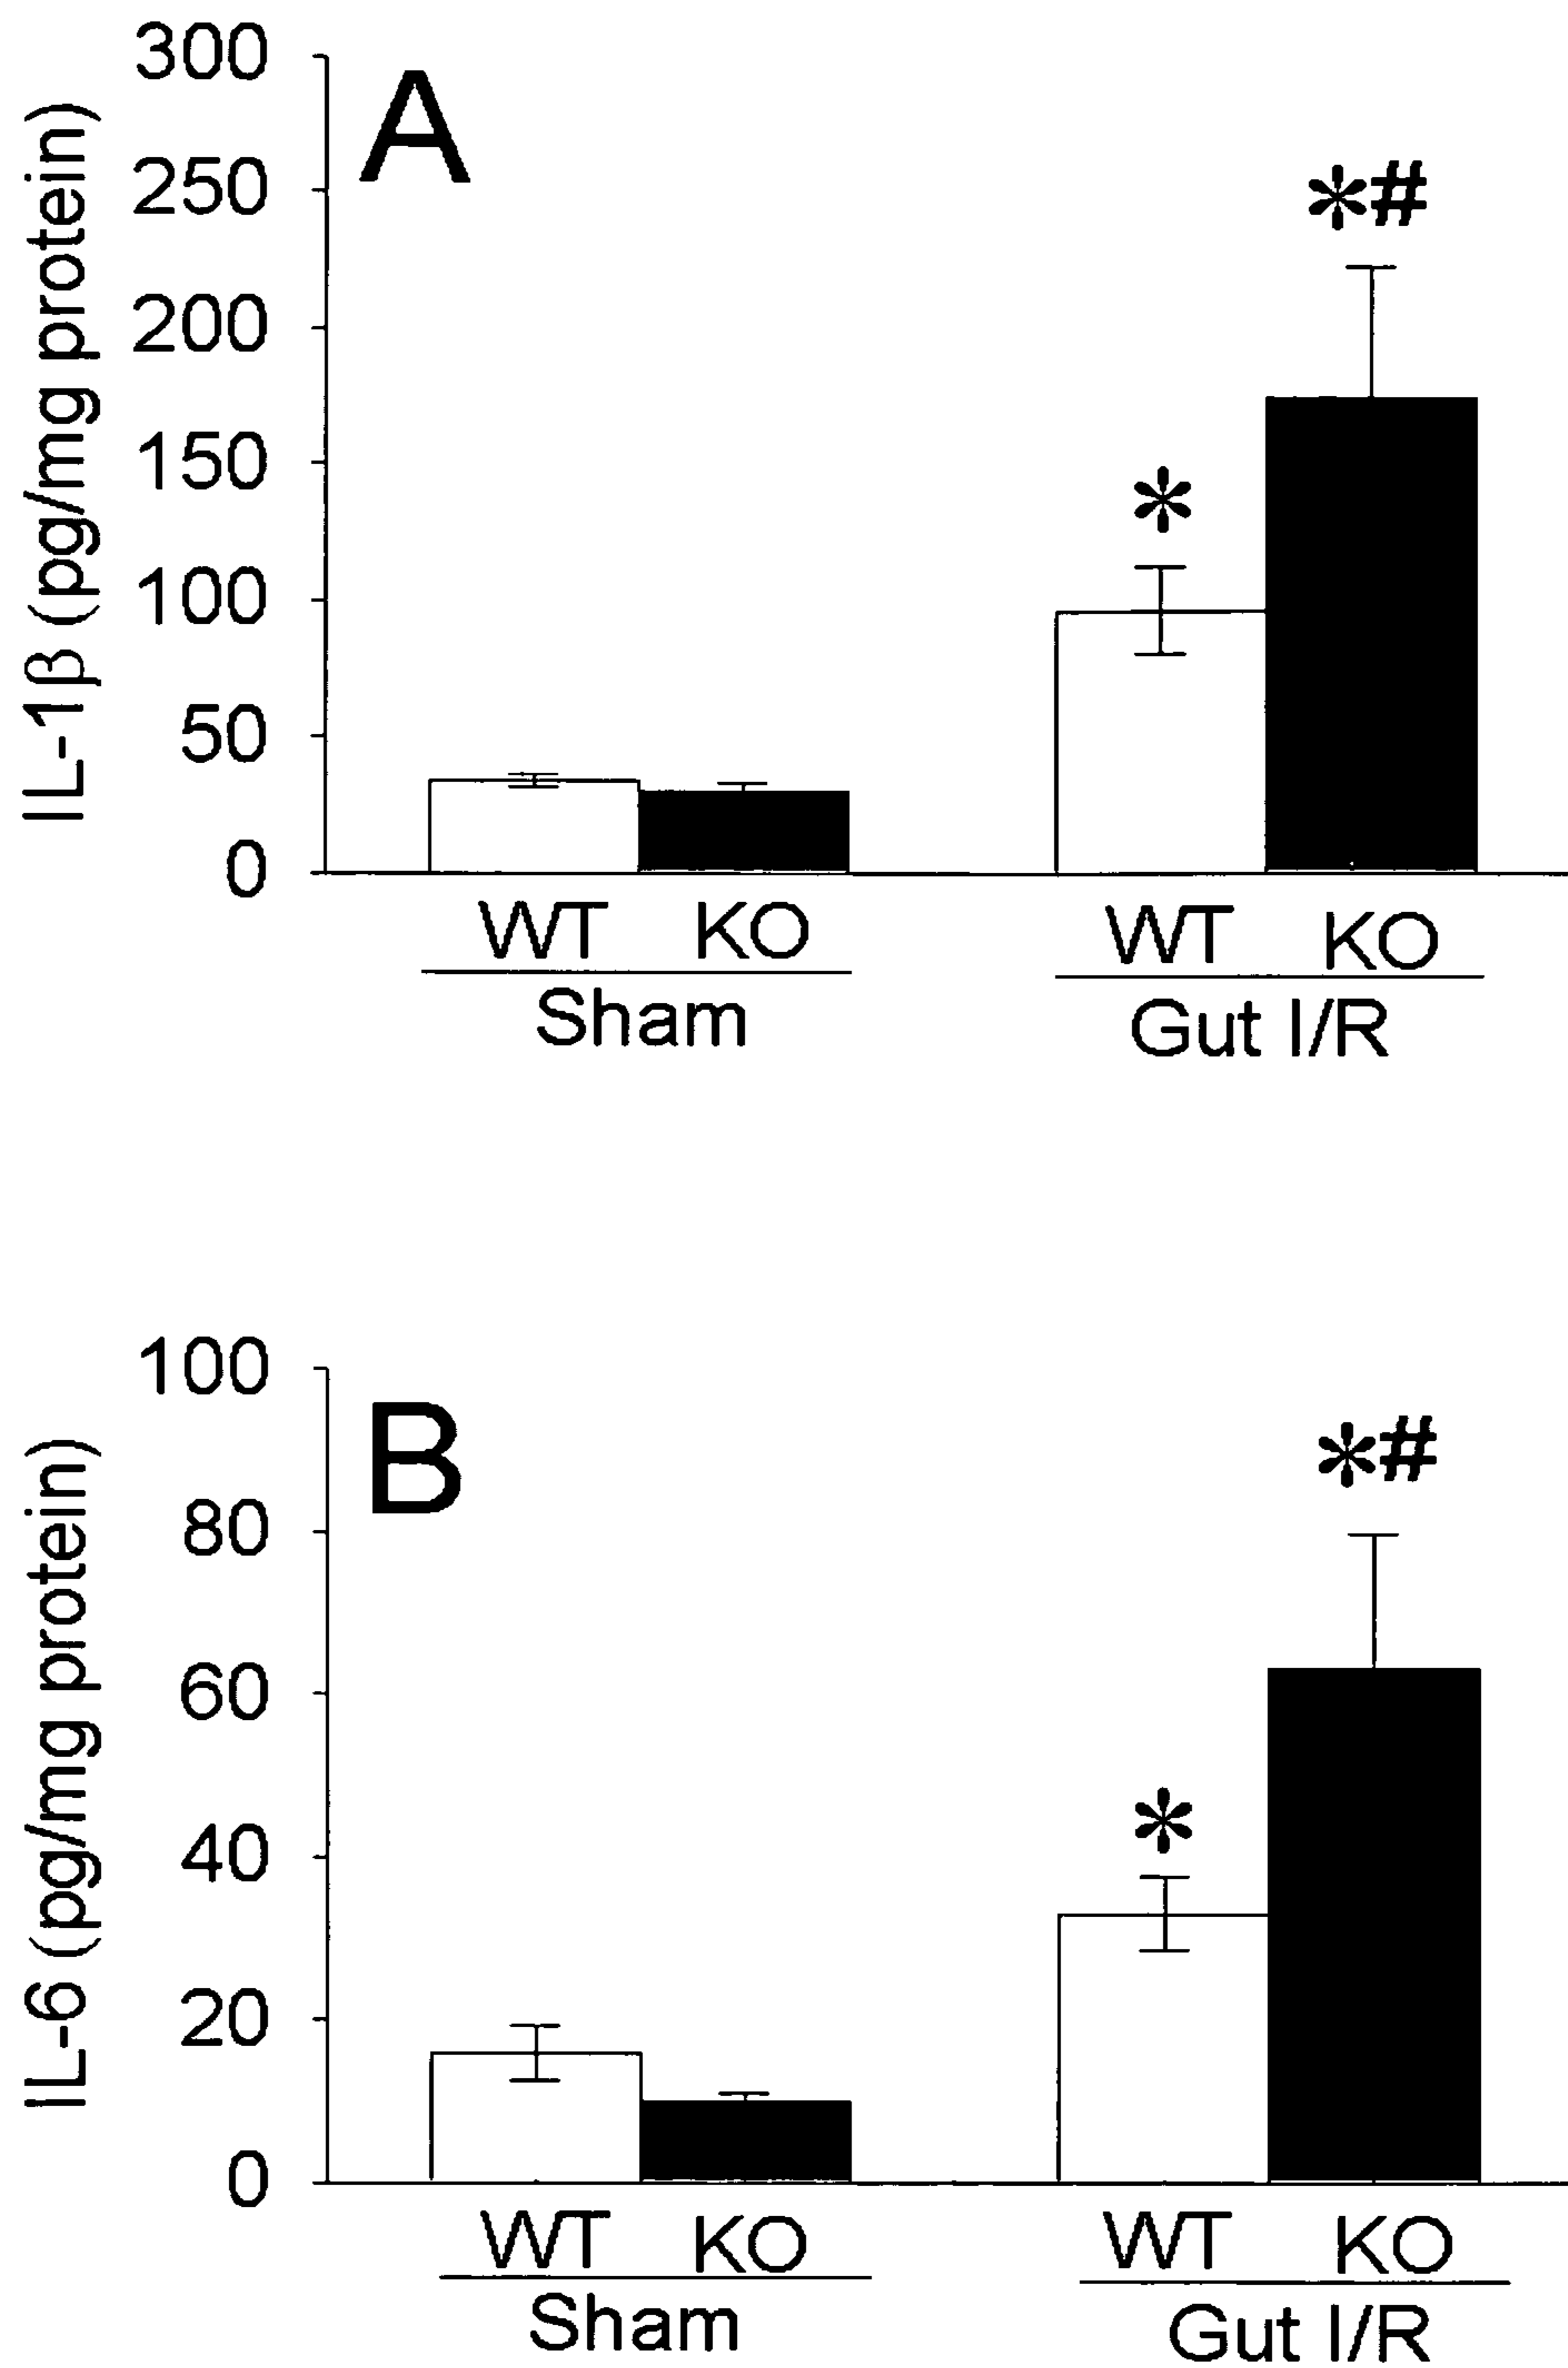 A
IL-1β (pg/mg protein)
300
250
200
150
100
50
0
*
*#
WT KO WT KO
Sham Gut I/R
B
IL-6 (pg/mg protein)
100
80
60
40
20
0
*
*#
WT KO WT KO
Sham Gut I/R